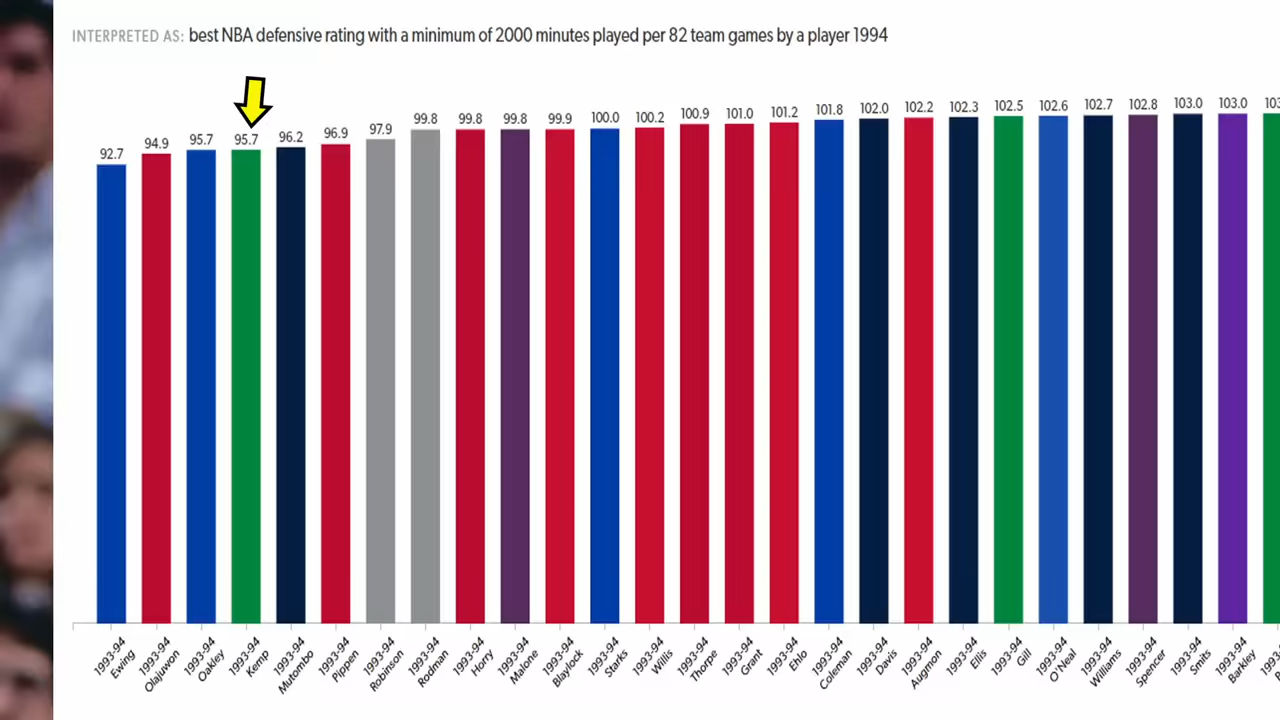 INTERPRETED AS: best NBA defensive rating with a minimum of 2000 minutes played per 82 team games by a player 1994
92.7 94.9 95.7 95.7 96.2 96.9 97.9 99.8 99.8 99.8 99.9 100.0 100.2 100.9 101.0 101.2 101.8 102.0 102.2 102.3 102.5 102.6 102.7 102.8 103.0 103.0
1993-94 Ewing
1993-94 Olajuwon
1993-94 Oakley
1993-94 Kemp
1993-94 Mutombo
1993-94 Pippen
1993-94 Robinson
1993-94 Rodman
1993-94 Horry
1993-94 Malone
1993-94 Blaylock
1993-94 Starks
1993-94 Willis
1993-94 Thorpe
1993-94 Grant
1993-94 Ehlo
1993-94 Coleman
1993-94 Davis
1993-94 Augmon
1993-94 Ellis
1993-94 Gill
1993-94 O'Neal
1993-94 Williams
1993-94 Spencer
1993-94 Smits
1993-94 Barkley